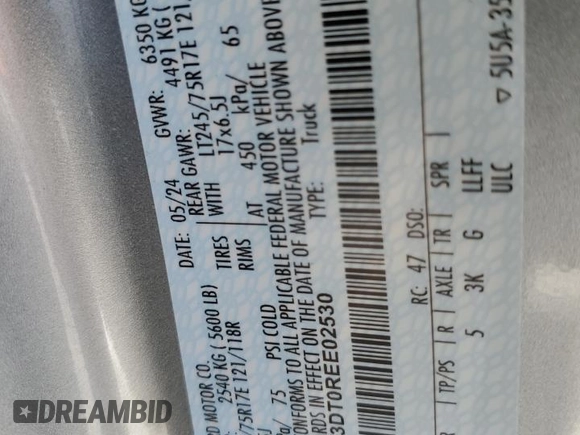 DATE: 05/24 GVWR: 6350 KG
MOTOR CO. REAR GAWR: 4491 KG (
2540 KG ( 5600 LB) TIRES LT245/75R17E 121/
/75R17E 121/118R WITH
RIMS 17x6.5J
/ 75 PSI COLD AT 450 kPa/ 65
ONFORMS TO ALL APPLICABLE FEDERAL MOTOR VEHICLE
RDS IN EFFECT ON THE DATE OF MANUFACTURE SHOWN ABOVE
3DT0REE02530 TYPE: Truck
RC: 47 DSO:
TP/PS R AXLE TR SPR
5 3K G LLFF
ULC
▽ 5U5A-35
DREAMBID